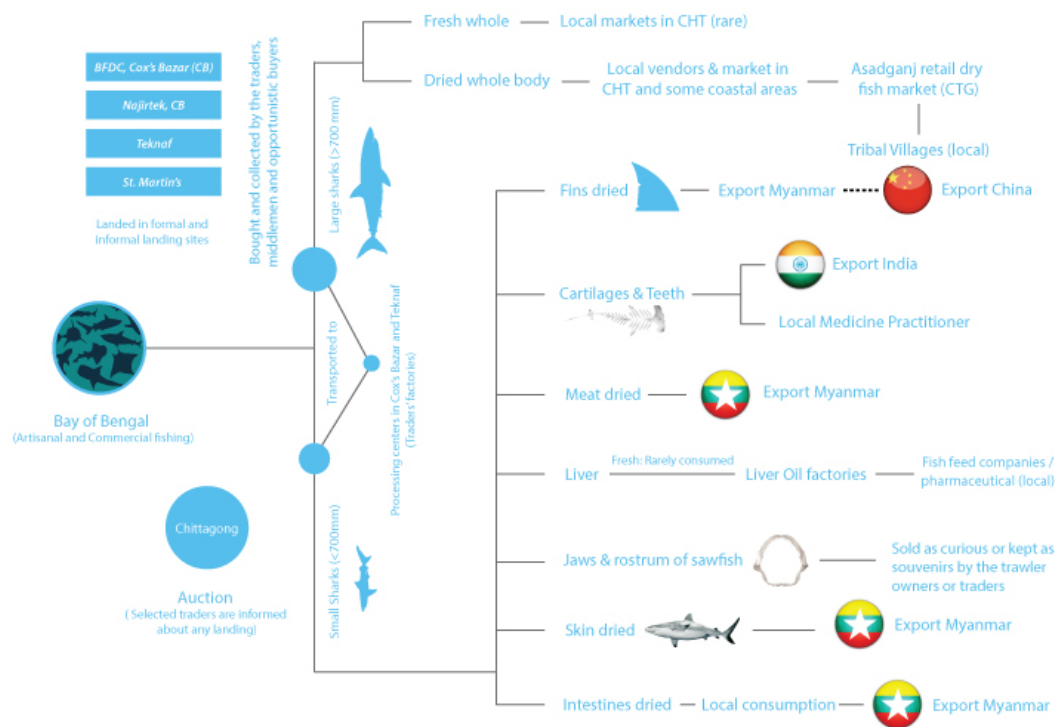 BFDC, Cox's Bazar (CB)
Najirtek, CB
Teknaf
St. Martin's
Landed in formal and
informal landing sites
Bought and collected by the traders,
middlemen and opportunistic buyers
Large sharks (>700 mm)
Transported to
Processing centers in Cox's Bazar and Teknaf
(Traders' factories)
Small Sharks (<700mm)
Bay of Bengal
(Artisanal and Commercial fishing)
Chittagong
Auction
( Selected traders are informed
about any landing)
Fresh whole
Local markets in CHT (rare)
Dried whole body
Local vendors & market in
CHT and some coastal areas
Asadganj retail dry
fish market (CTG)
Tribal Villages (local)
Fins dried
Export Myanmar
Export China
Cartilages & Teeth
Export India
Local Medicine Practitioner
Meat dried
Export Myanmar
Liver
Fresh: Rarely consumed
Liver Oil factories
Fish feed companies /
pharmaceutical (local)
Jaws & rostrum of sawfish
Sold as curious or kept as
souvenirs by the trawler
owners or traders
Skin dried
Export Myanmar
Intestines dried
Local consumption
Export Myanmar